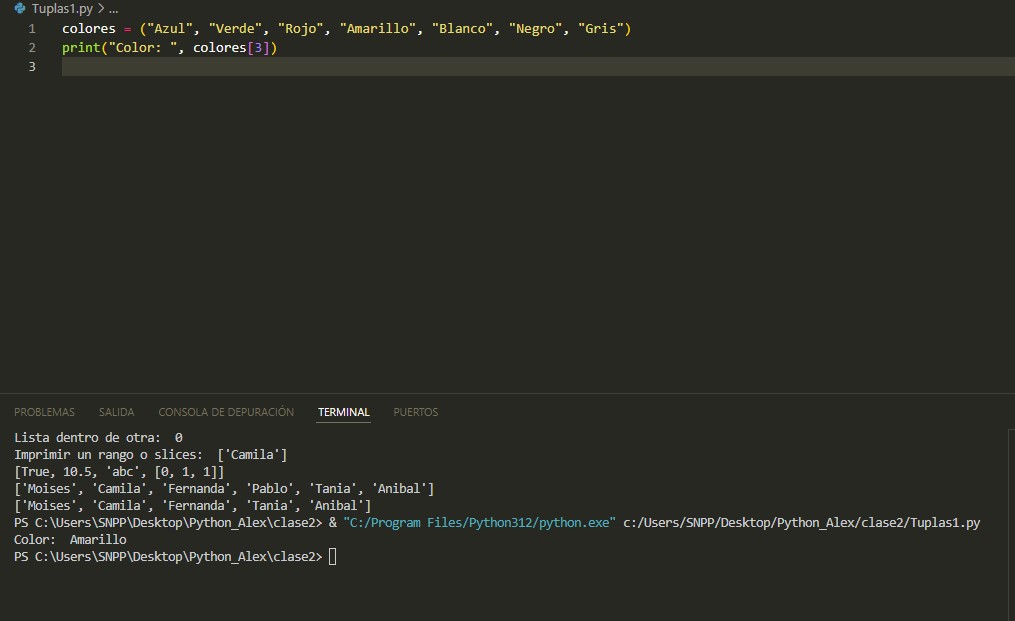 Tuplas1.py > ...
1 colores = ("Azul", "Verde", "Rojo", "Amarillo", "Blanco", "Negro", "Gris")
2 print("Color: ", colores[3])
3
PROBLEMAS SALIDA CONSOLA DE DEPURACIÓN TERMINAL PUERTOS
Lista dentro de otra:  0
Imprimir un rango o slices:  ['Camila']
[True, 10.5, 'abc', [0, 1, 1]]
['Moises', 'Camila', 'Fernanda', 'Pablo', 'Tania', 'Anibal']
['Moises', 'Camila', 'Fernanda', 'Tania', 'Anibal']
PS C:\Users\SNPP\Desktop\Python_Alex\clase2> & "C:/Program Files/Python312/python.exe" c:/Users/SNPP/Desktop/Python_Alex/clase2/Tuplas1.py
Color:  Amarillo
PS C:\Users\SNPP\Desktop\Python_Alex\clase2>